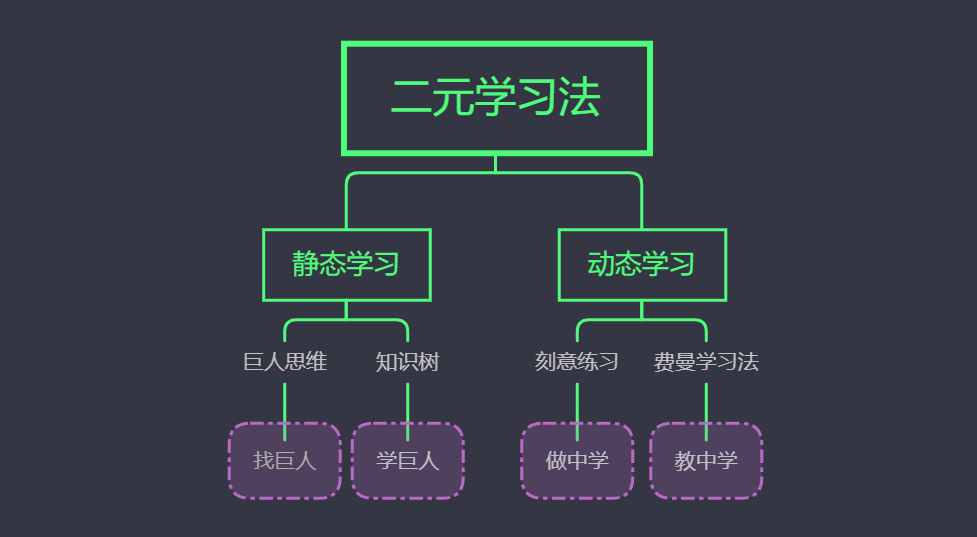 二元学习法
静态学习
动态学习
巨人思维
知识树
刻意练习
费曼学习法
找巨人
学巨人
做中学
教中学